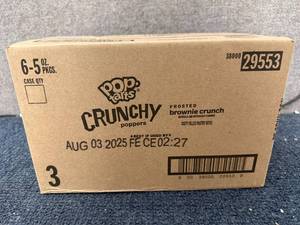 6-5 OZ. PKGS.
CASE QTY
38000 29553
POP tarts
CRUNCHY
poppers
FROSTED
brownie crunch
AUG 03 2025 FE CE 02:27
3